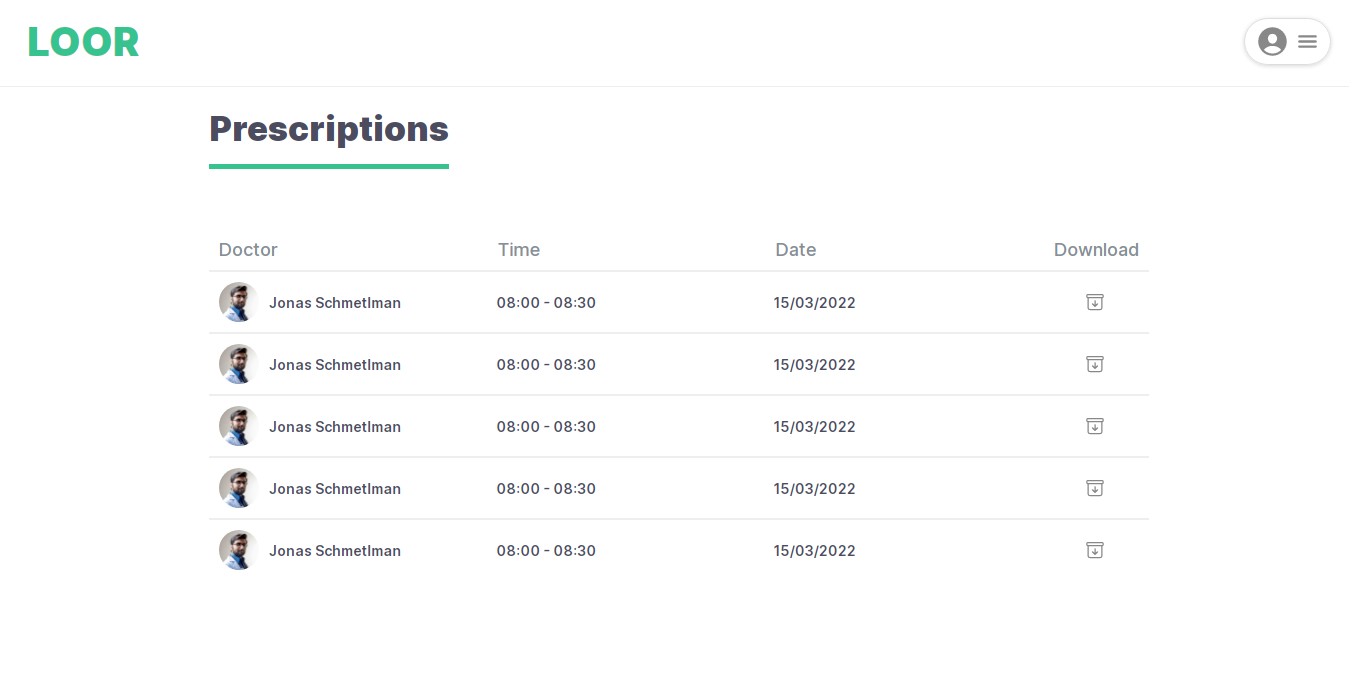 LOOR
Prescriptions
Doctor Time Date Download
Jonas Schmetlman 08:00 - 08:30 15/03/2022
Jonas Schmetlman 08:00 - 08:30 15/03/2022
Jonas Schmetlman 08:00 - 08:30 15/03/2022
Jonas Schmetlman 08:00 - 08:30 15/03/2022
Jonas Schmetlman 08:00 - 08:30 15/03/2022